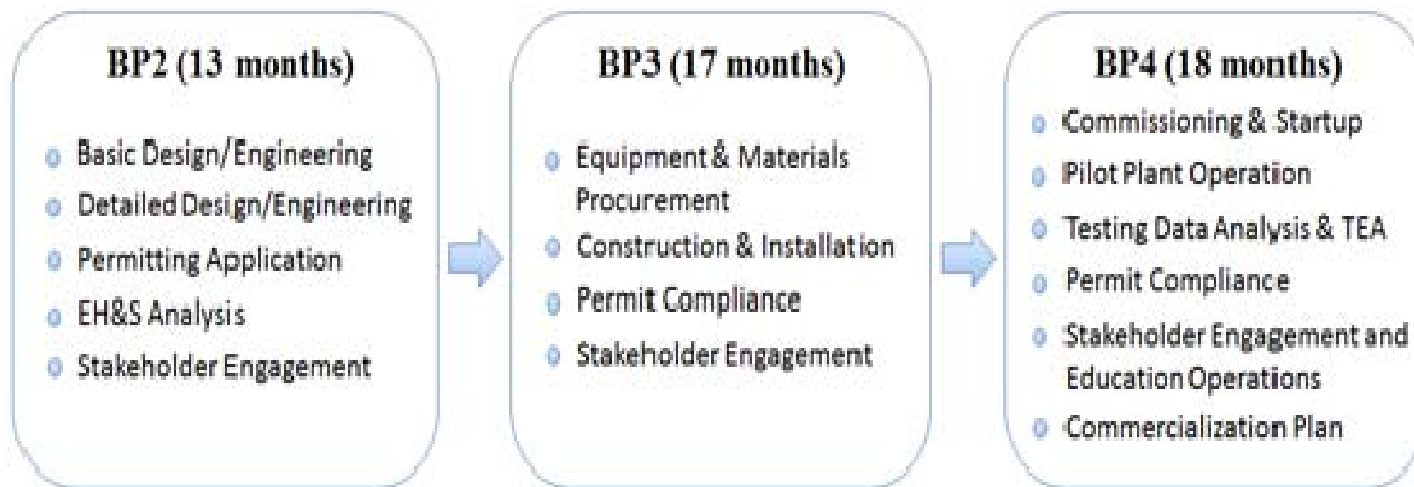 BP2 (13 months)
Basic Design/Engineering
Detailed Design/Engineering
Permitting Application
EH&S Analysis
Stakeholder Engagement
BP3 (17 months)
Equipment & Materials
Procurement
Construction & Installation
Permit Compliance
Stakeholder Engagement
BP4 (18 months)
Commissioning & Startup
Pilot Plant Operation
Testing Data Analysis & TEA
Permit Compliance
Stakeholder Engagement and
Education Operations
Commercialization Plan